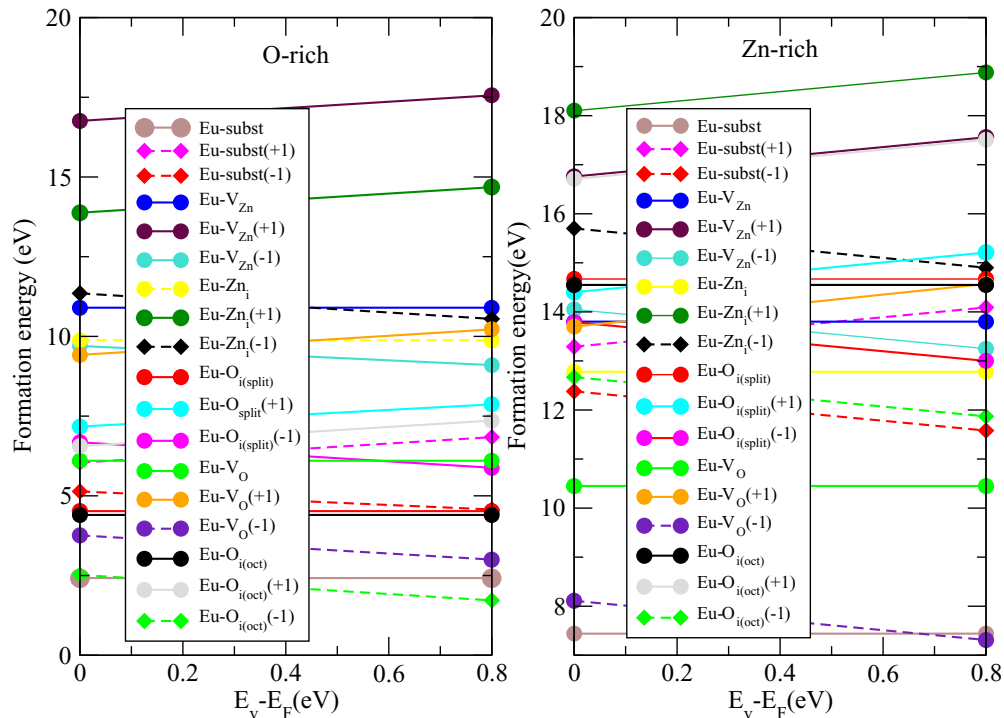 O-rich
Formation energy (eV)
20
15
10
5
0
Eu-subst
Eu-subst(+1)
Eu-subst(-1)
Eu-V_Zn
Eu-V_Zn(+1)
Eu-V_Zn(-1)
Eu-Zn_i
Eu-Zn_i(+1)
Eu-Zn_i(-1)
Eu-O_i(split)
Eu-O_split(+1)
Eu-O_i(split)(-1)
Eu-V_O
Eu-V_O(+1)
Eu-V_O(-1)
Eu-O_i(oct)
Eu-O_i(oct)(+1)
Eu-O_i(oct)(-1)
0 0.2 0.4 0.6 0.8
E_v-E_F(eV)
Zn-rich
Formation energy(eV)
20
18
16
14
12
10
8
Eu-subst
Eu-subst(+1)
Eu-subst(-1)
Eu-V_Zn
Eu-V_Zn(+1)
Eu-V_Zn(-1)
Eu-Zn_i
Eu-Zn_i(+1)
Eu-Zn_i(-1)
Eu-O_i(split)
Eu-O_i(split)(+1)
Eu-O_i(split)(-1)
Eu-V_O
Eu-V_O(+1)
Eu-V_O(-1)
Eu-O_i(oct)
Eu-O_i(oct)(+1)
Eu-O_i(oct)(-1)
0 0.2 0.4 0.6 0.8
E_v-E_F(eV)